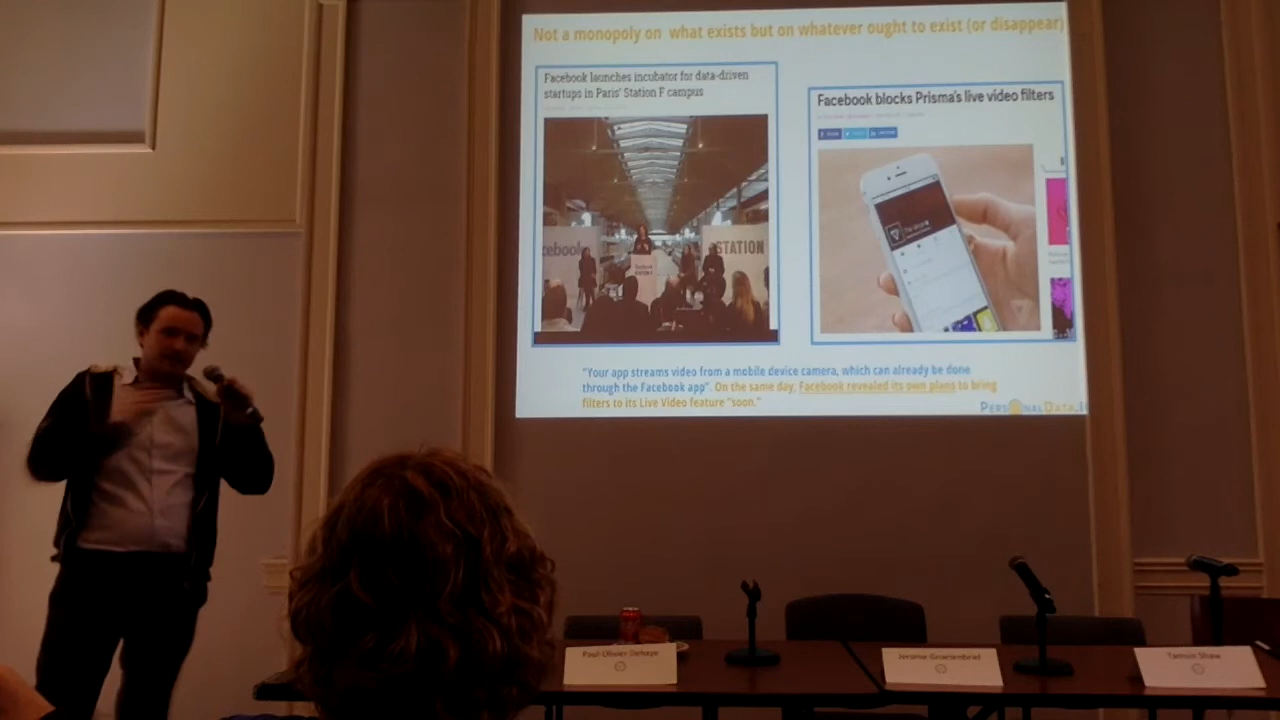 Not a monopoly on what exists but on whatever ought to exist (or disappear)
Facebook launches incubator for data-driven
startups in Paris' Station F campus
cebook
STATION
Facebook blocks Prisma's live video filters
"Your app streams video from a mobile device camera, which can already be done
through the Facebook app". On the same day, Facebook revealed its own plans to bring
filters to its Live Video feature "soon."
PERSONALDATA.I
Paul-Olivier Dehaye
Jerome Groetenbriel
Tamsin Shaw